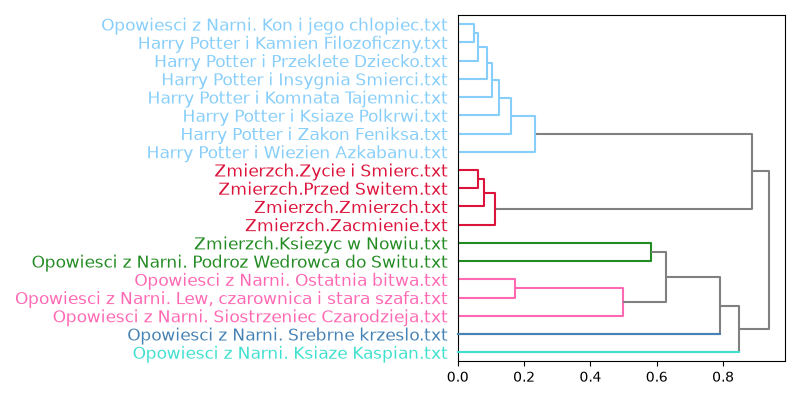 Opowiesci z Narni. Kon i jego chlopiec.txt
Harry Potter i Kamien Filozoficzny.txt
Harry Potter i Przeklete Dziecko.txt
Harry Potter i Insygnia Smierci.txt
Harry Potter i Komnata Tajemnic.txt
Harry Potter i Ksiaze Polkrwi.txt
Harry Potter i Zakon Feniksa.txt
Harry Potter i Wiezien Azkabanu.txt
Zmierzch.Zycie i Smierc.txt
Zmierzch.Przed Switem.txt
Zmierzch.Zmierzch.txt
Zmierzch.Zacmienie.txt
Zmierzch.Ksiezyc w Nowiu.txt
Opowiesci z Narni. Podroz Wedrowca do Switu.txt
Opowiesci z Narni. Ostatnia bitwa.txt
Opowiesci z Narni. Lew, czarownica i stara szafa.txt
Opowiesci z Narni. Siostrzeniec Czarodzieja.txt
Opowiesci z Narni. Srebrne krzeslo.txt
Opowiesci z Narni. Ksiaze Kaspian.txt
0.0 0.2 0.4 0.6 0.8